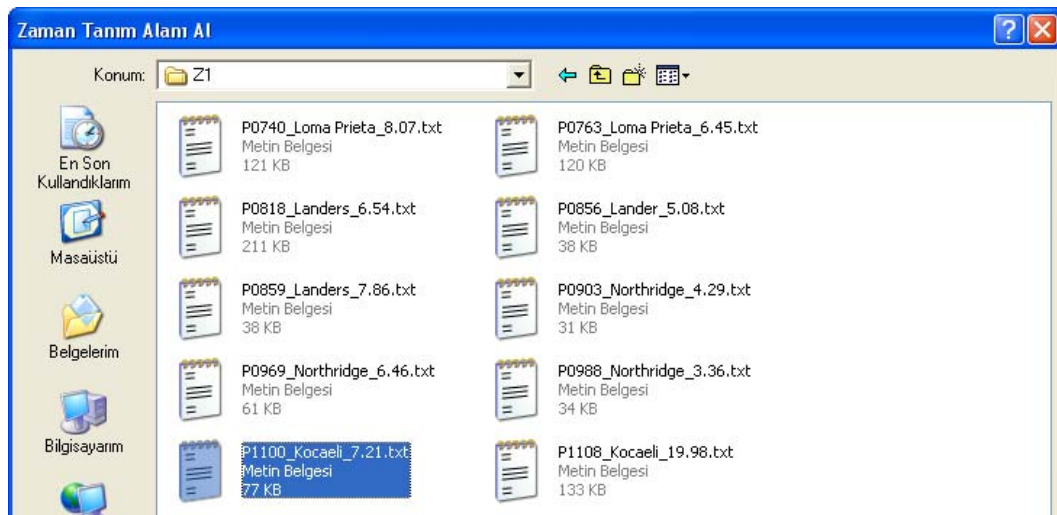 Zaman Tanım Alanı Al
Konum: Z1
En Son
Kullandıklarım
Masaüstü
Belgelerim
Bilgisayarım
P0740_Loma Prieta_8.07.txt
Metin Belgesi
121 KB
P0763_Loma Prieta_6.45.txt
Metin Belgesi
120 KB
P0818_Landers_6.54.txt
Metin Belgesi
211 KB
P0856_Lander_5.08.txt
Metin Belgesi
38 KB
P0859_Landers_7.86.txt
Metin Belgesi
38 KB
P0903_Northridge_4.29.txt
Metin Belgesi
31 KB
P0969_Northridge_6.46.txt
Metin Belgesi
61 KB
P0988_Northridge_3.36.txt
Metin Belgesi
34 KB
P1100_Kocaeli_7.21.txt
Metin Belgesi
77 KB
P1108_Kocaeli_19.98.txt
Metin Belgesi
133 KB